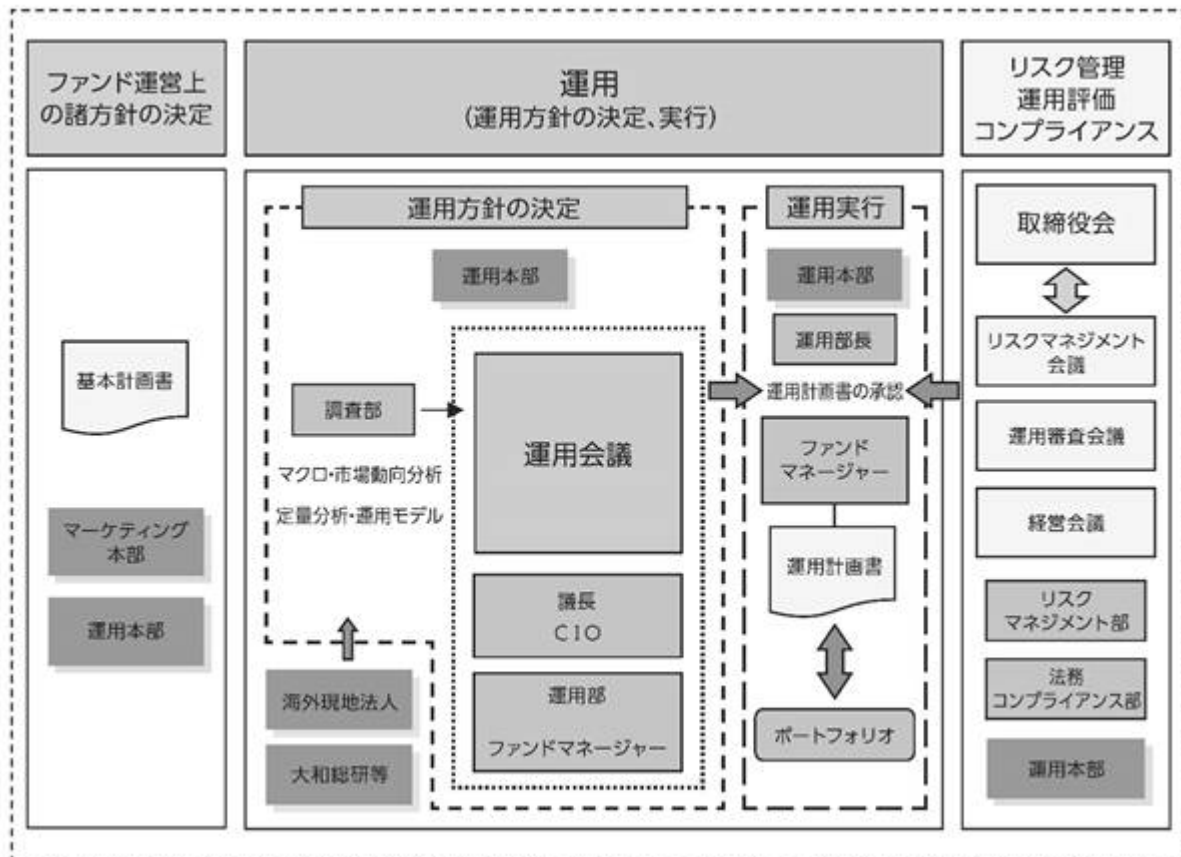 ファンド運営上
の諸方針の決定
運用
(運用方針の決定、実行)
リスク管理
運用評価
コンプライアンス
基本計画書
マーケティング
本部
運用本部
運用方針の決定
運用本部
調査部
マクロ・市場動向分析
定量分析・運用モデル
運用会議
議長
CIO
運用部
ファンドマネージャー
海外現地法人
大和総研等
運用実行
運用本部
運用部長
運用計画書の承認
ファンド
マネージャー
運用計画書
ポートフォリオ
取締役会
リスクマネジメント
会議
運用審査会議
経営会議
リスク
マネジメント部
法務
コンプライアンス部
運用本部